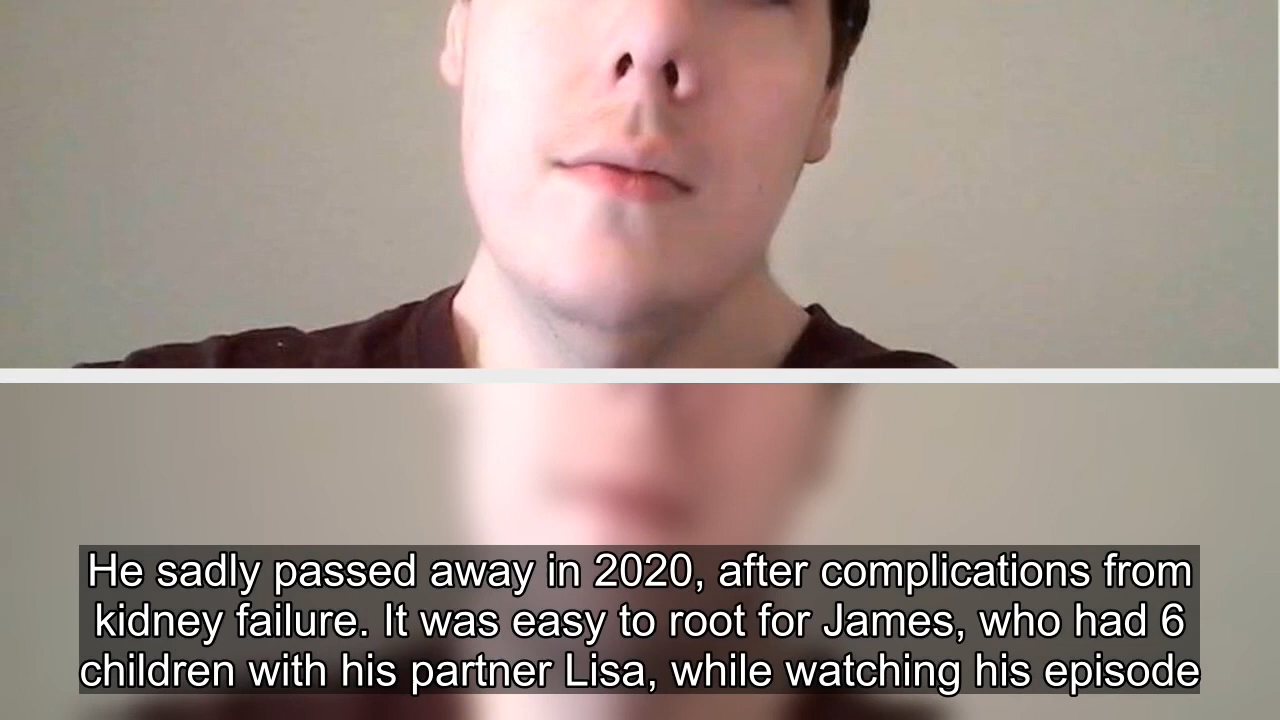 He sadly passed away in 2020, after complications from
kidney failure. It was easy to root for James, who had 6
children with his partner Lisa, while watching his episode